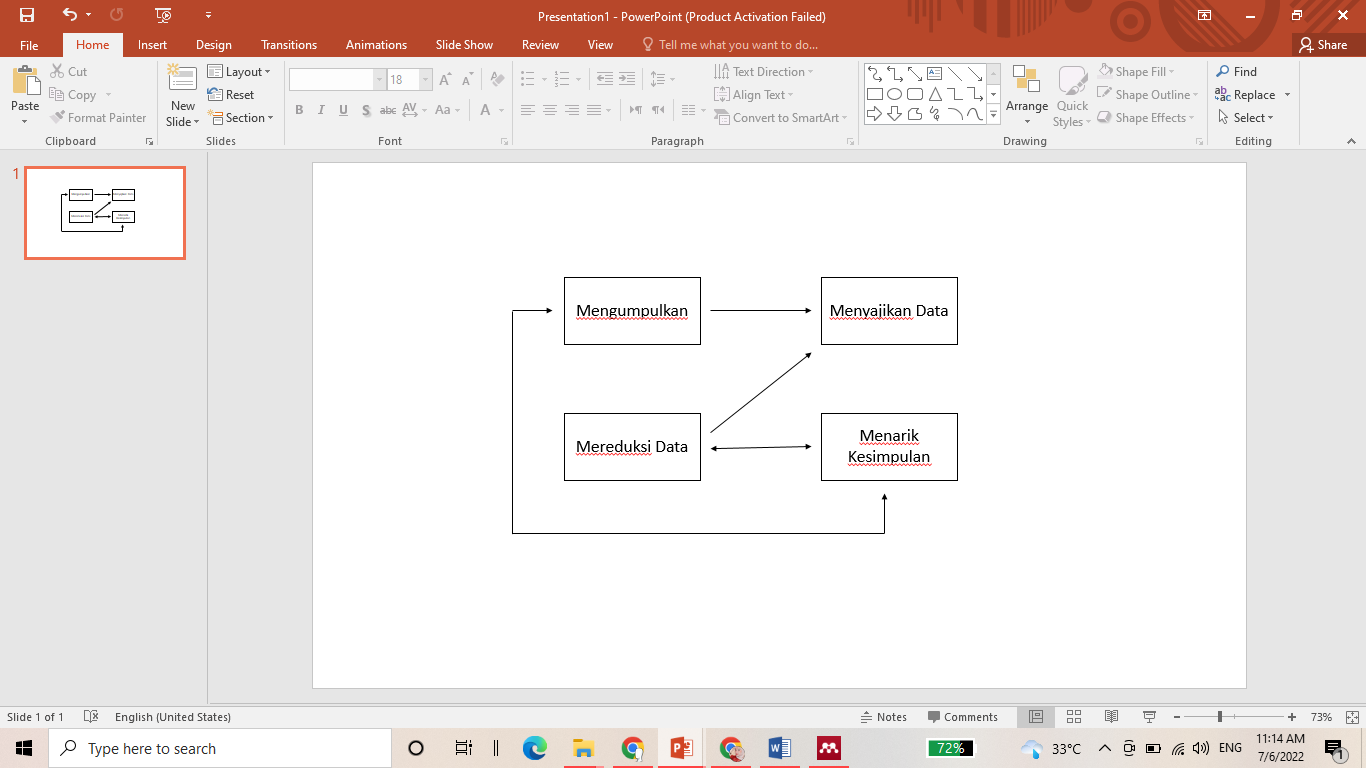 Presentation1 - PowerPoint (Product Activation Failed)
File Home Insert Design Transitions Animations Slide Show Review View Tell me what you want to do... Share
Paste
Cut
Copy
Format Painter
Clipboard
New
Slide
Layout
Reset
Section
Slides
18
B I U S abc AV Aa A
Font
Text Direction
Align Text
Convert to SmartArt
Paragraph
Arrange
Quick
Styles
Shape Fill
Shape Outline
Shape Effects
Drawing
Find
Replace
Select
Editing
1
Mengumpulkan
Menyajikan Data
Mereduksi Data
Menarik
Kesimpulan
Slide 1 of 1 English (United States) Notes Comments 73%
Type here to search
72%
33°C
ENG
11:14 AM
7/6/2022
1